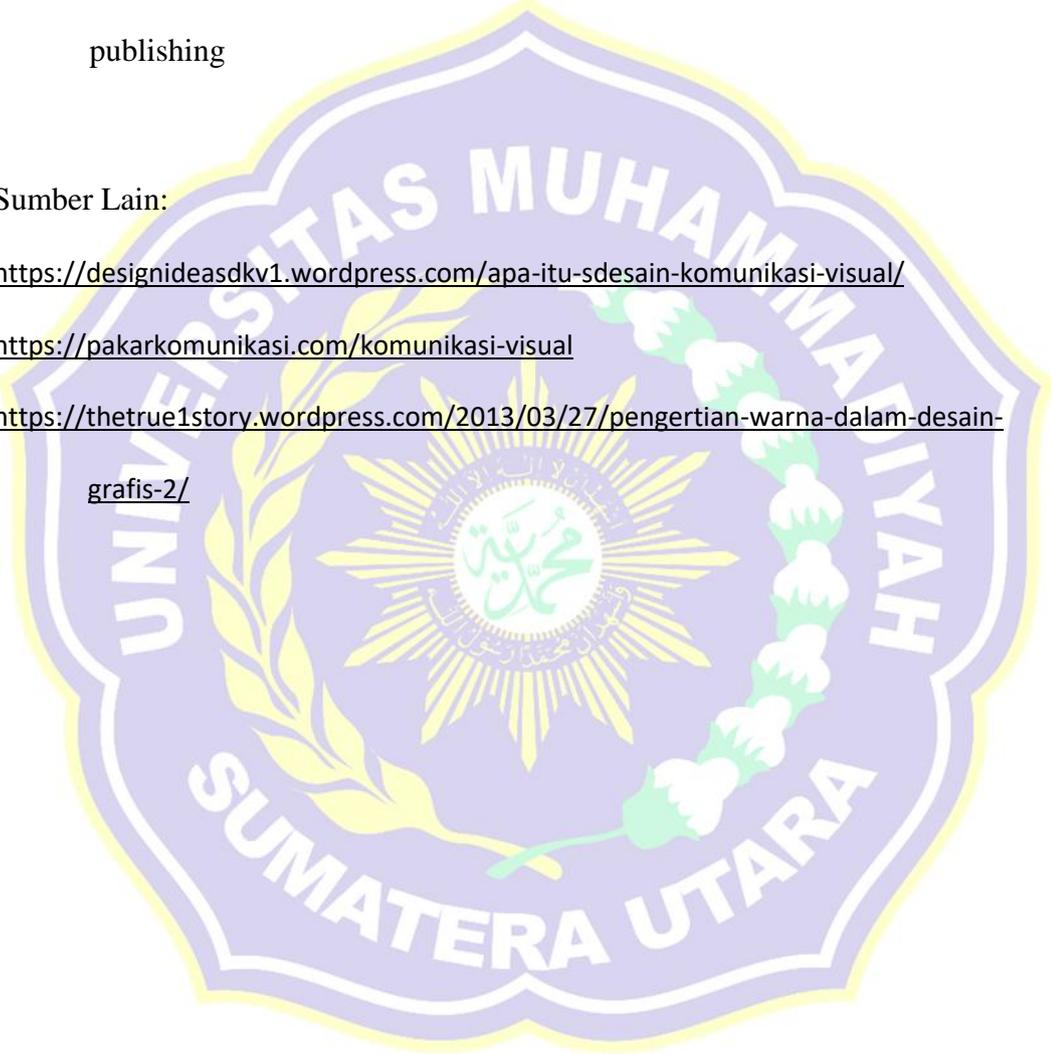 publishing
Sumber Lain:
https://designideasdkv1.wordpress.com/apa-itu-sdesain-komunikasi-visual/
https://pakarkomunikasi.com/komunikasi-visual
https://thetrue1story.wordpress.com/2013/03/27/pengertian-warna-dalam-desain-
grafis-2/
UNIVERSITAS MUHAMMADIYAH
محمدية
SUMATERA UTARA